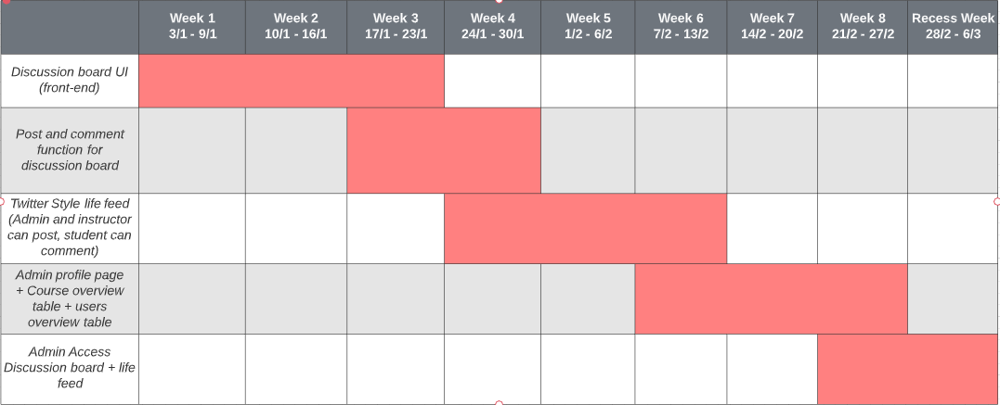 Week 1
3/1 - 9/1
Week 2
10/1 - 16/1
Week 3
17/1 - 23/1
Week 4
24/1 - 30/1
Week 5
1/2 - 6/2
Week 6
7/2 - 13/2
Week 7
14/2 - 20/2
Week 8
21/2 - 27/2
Recess Week
28/2 - 6/3
Discussion board UI
(front-end)
Post and comment
function for
discussion board
Twitter Style life feed
(Admin and instructor
can post, student can
comment)
Admin profile page
+ Course overview
table + users
overview table
Admin Access
Discussion board + life
feed